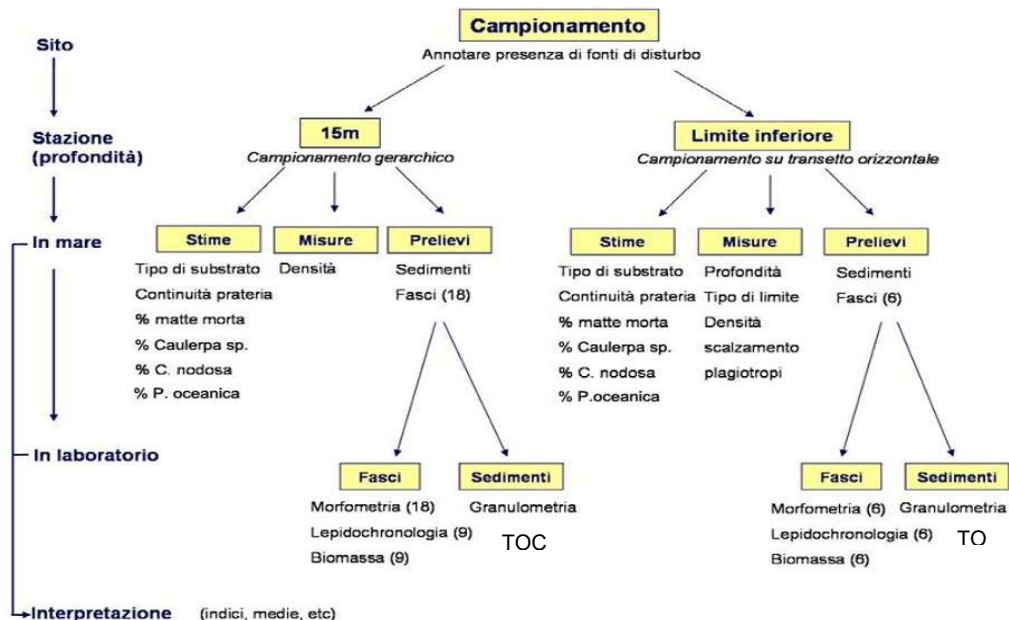 Campionamento
Annotare presenza di fonti di disturbo
Sito
Stazione
(profondità)
15m
Campionamento gerarchico
Limite inferiore
Campionamento su transetto orizzontale
In mare
Stime
Tipo di substrato
Continuità prateria
% matte morta
% Caulerpa sp.
% C. nodosa
% P. oceanica
Misure
Densità
Prelievi
Sedimenti
Fasci (18)
Stime
Tipo di substrato
Continuità prateria
% matte morta
% Caulerpa sp.
% C. nodosa
% P.oceanica
Misure
Profondità
Tipo di limite
Densità
scalzamento
plagiotropi
Prelievi
Sedimenti
Fasci (6)
In laboratorio
Fasci
Morfometria (18)
Lepidochronologia (9)
Biomassa (9)
Sedimenti
Granulometria
TOC
Fasci
Morfometria (6)
Lepidochronologia (6)
Biomassa (6)
Sedimenti
Granulometria
TO
Interpretazione (indici, medie, etc)